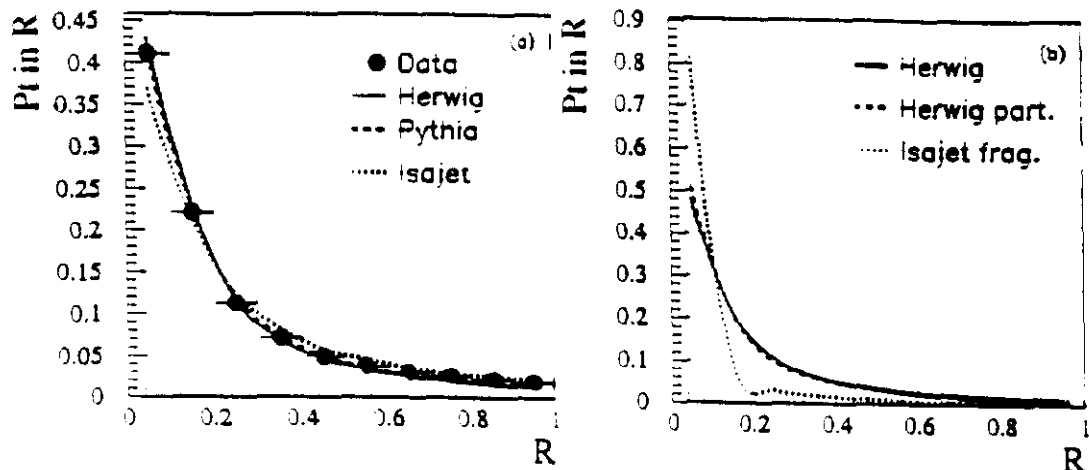 Pt in R
0.45
0.4
0.35
0.3
0.25
0.2
0.15
0.1
0.05
0
0
0.2
0.4
0.6
0.8
1
R
(a)
Data
Herwig
Pythia
Isajet
Pt in R
0.9
0.8
0.7
0.6
0.5
0.4
0.3
0.2
0.1
0
0
0.2
0.4
0.6
0.8
1
R
(b)
Herwig
Herwig part.
Isajet frag.